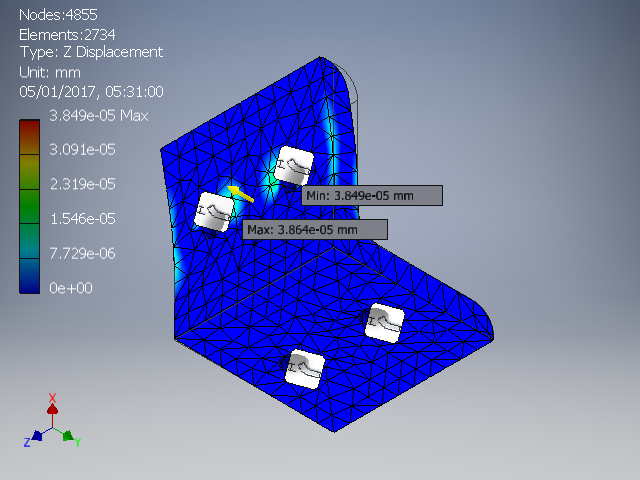 Nodes:4855
Elements:2734
Type: Z Displacement
Unit: mm
05/01/2017, 05:31:00
3.849e-05 Max
3.091e-05
2.319e-05
1.546e-05
7.729e-06
0e+00
Min: 3.849e-05 mm
Max: 3.864e-05 mm
X
Z
Y